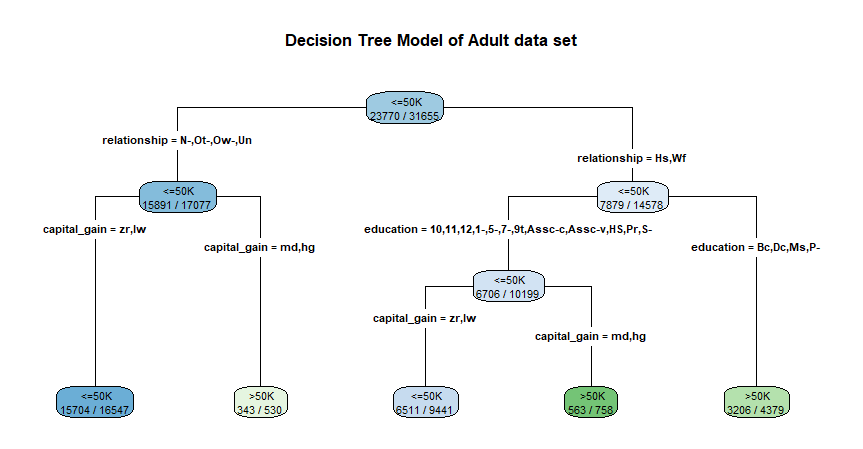 Decision Tree Model of Adult data set
<=50K
23770 / 31655
relationship = N-,Ot-,Ow-,Un
relationship = Hs,Wf
<=50K
15891 / 17077
<=50K
7879 / 14578
capital_gain = zr,lw
capital_gain = md,hg
education = 10,11,12,1-,5-,7-,9t,Assc-c,Assc-v,HS,Pr,S-
education = Bc,Dc,Ms,P-
<=50K
6706 / 10199
capital_gain = zr,lw
capital_gain = md,hg
<=50K
15704 / 16547
>50K
343 / 530
<=50K
6511 / 9441
>50K
563 / 758
>50K
3206 / 4379